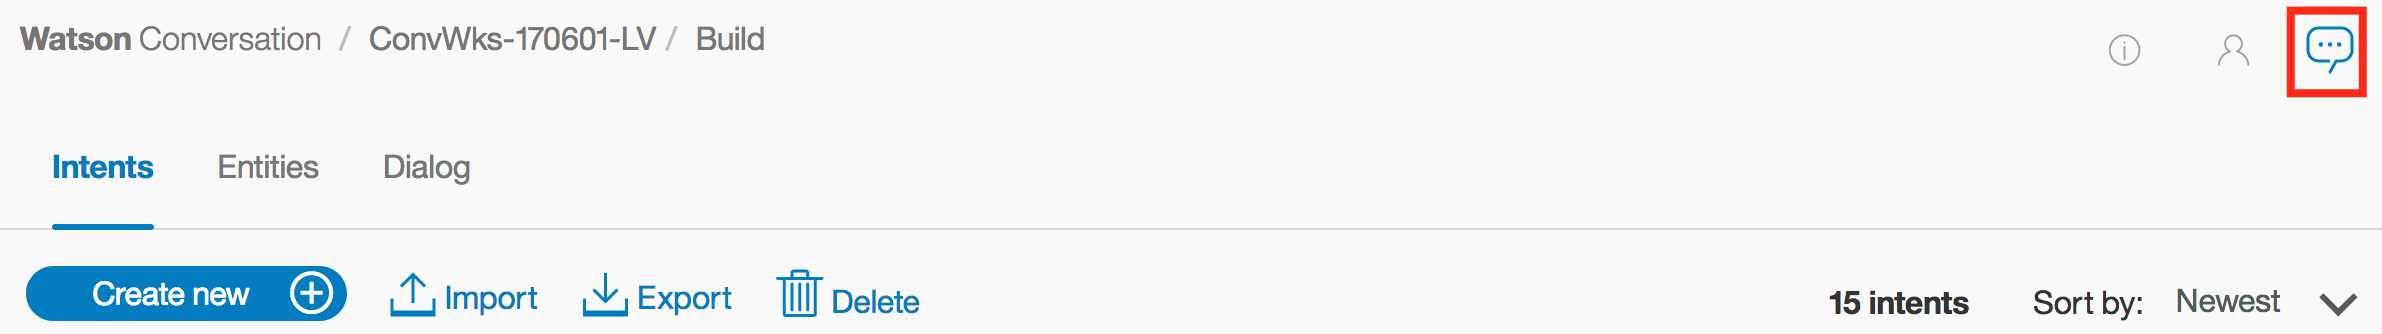 Watson Conversation / ConvWks-170601-LV / Build
Intents Entities Dialog
Create new Import Export Delete 15 intents Sort by: Newest